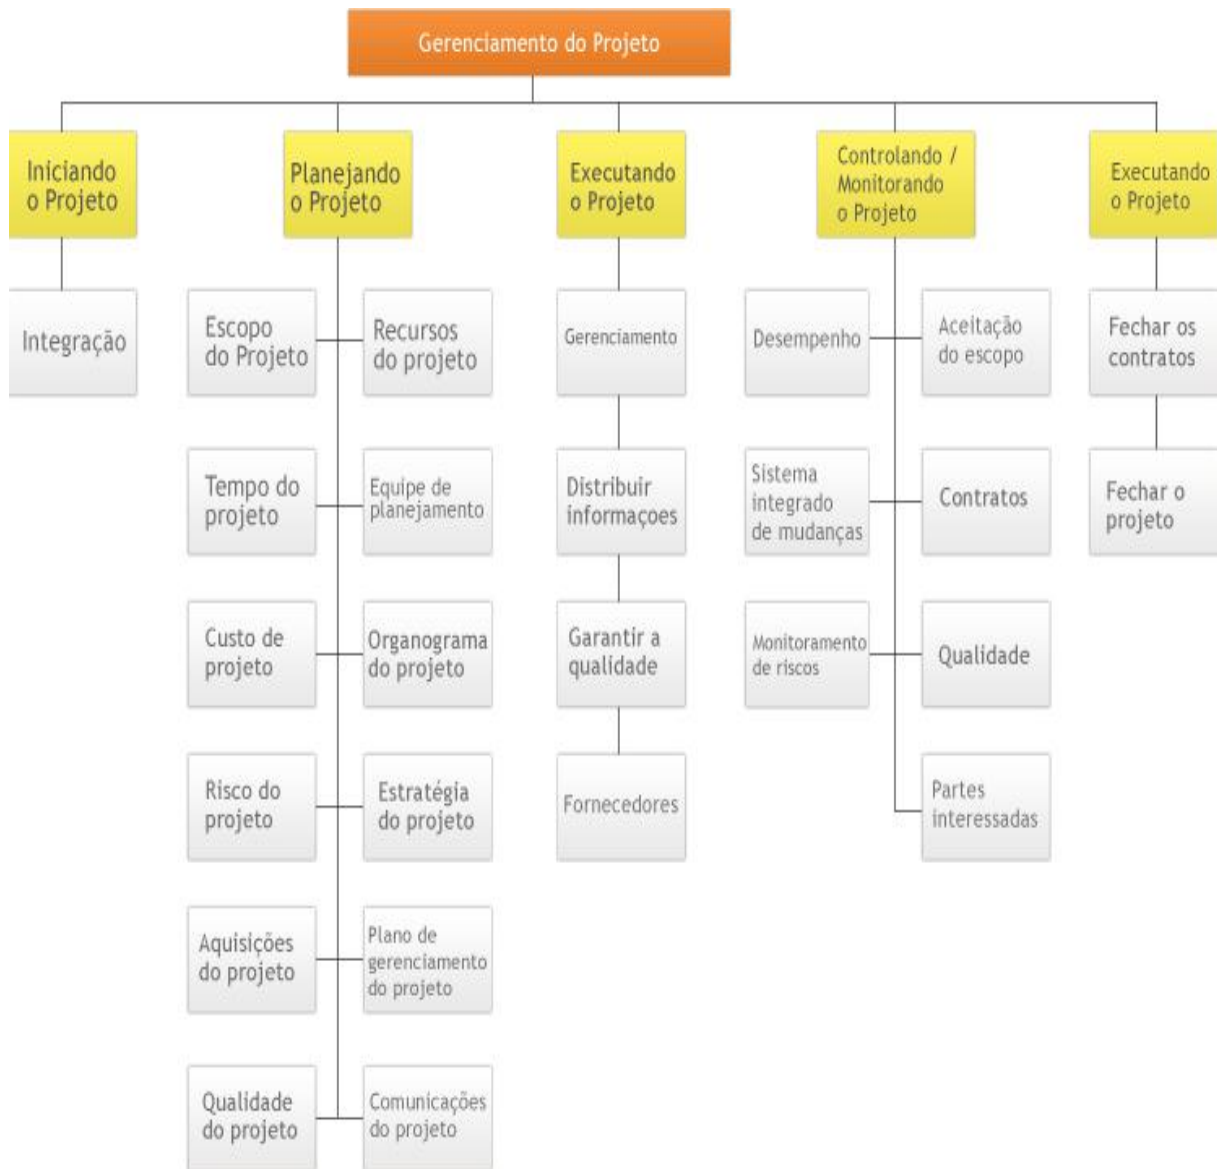 Gerenciamento do Projeto
Iniciando
o Projeto
Planejando
o Projeto
Executando
o Projeto
Controlando /
Monitorando
o Projeto
Executando
o Projeto
Integração
Escopo
do Projeto
Recursos
do projeto
Gerenciamento
Desempenho
Aceitação
do escopo
Fechar os
contratos
Tempo do
projeto
Equipe de
planejamento
Distribuir
informaçoes
Sistema
integrado
de mudanças
Contratos
Fechar o
projeto
Custo de
projeto
Organograma
do projeto
Garantir a
qualidade
Monitoramento
de riscos
Qualidade
Risco do
projeto
Estratégia
do projeto
Fornecedores
Partes
interessadas
Aquisições
do projeto
Plano de
gerenciamento
do projeto
Qualidade
do projeto
Comunicações
do projeto